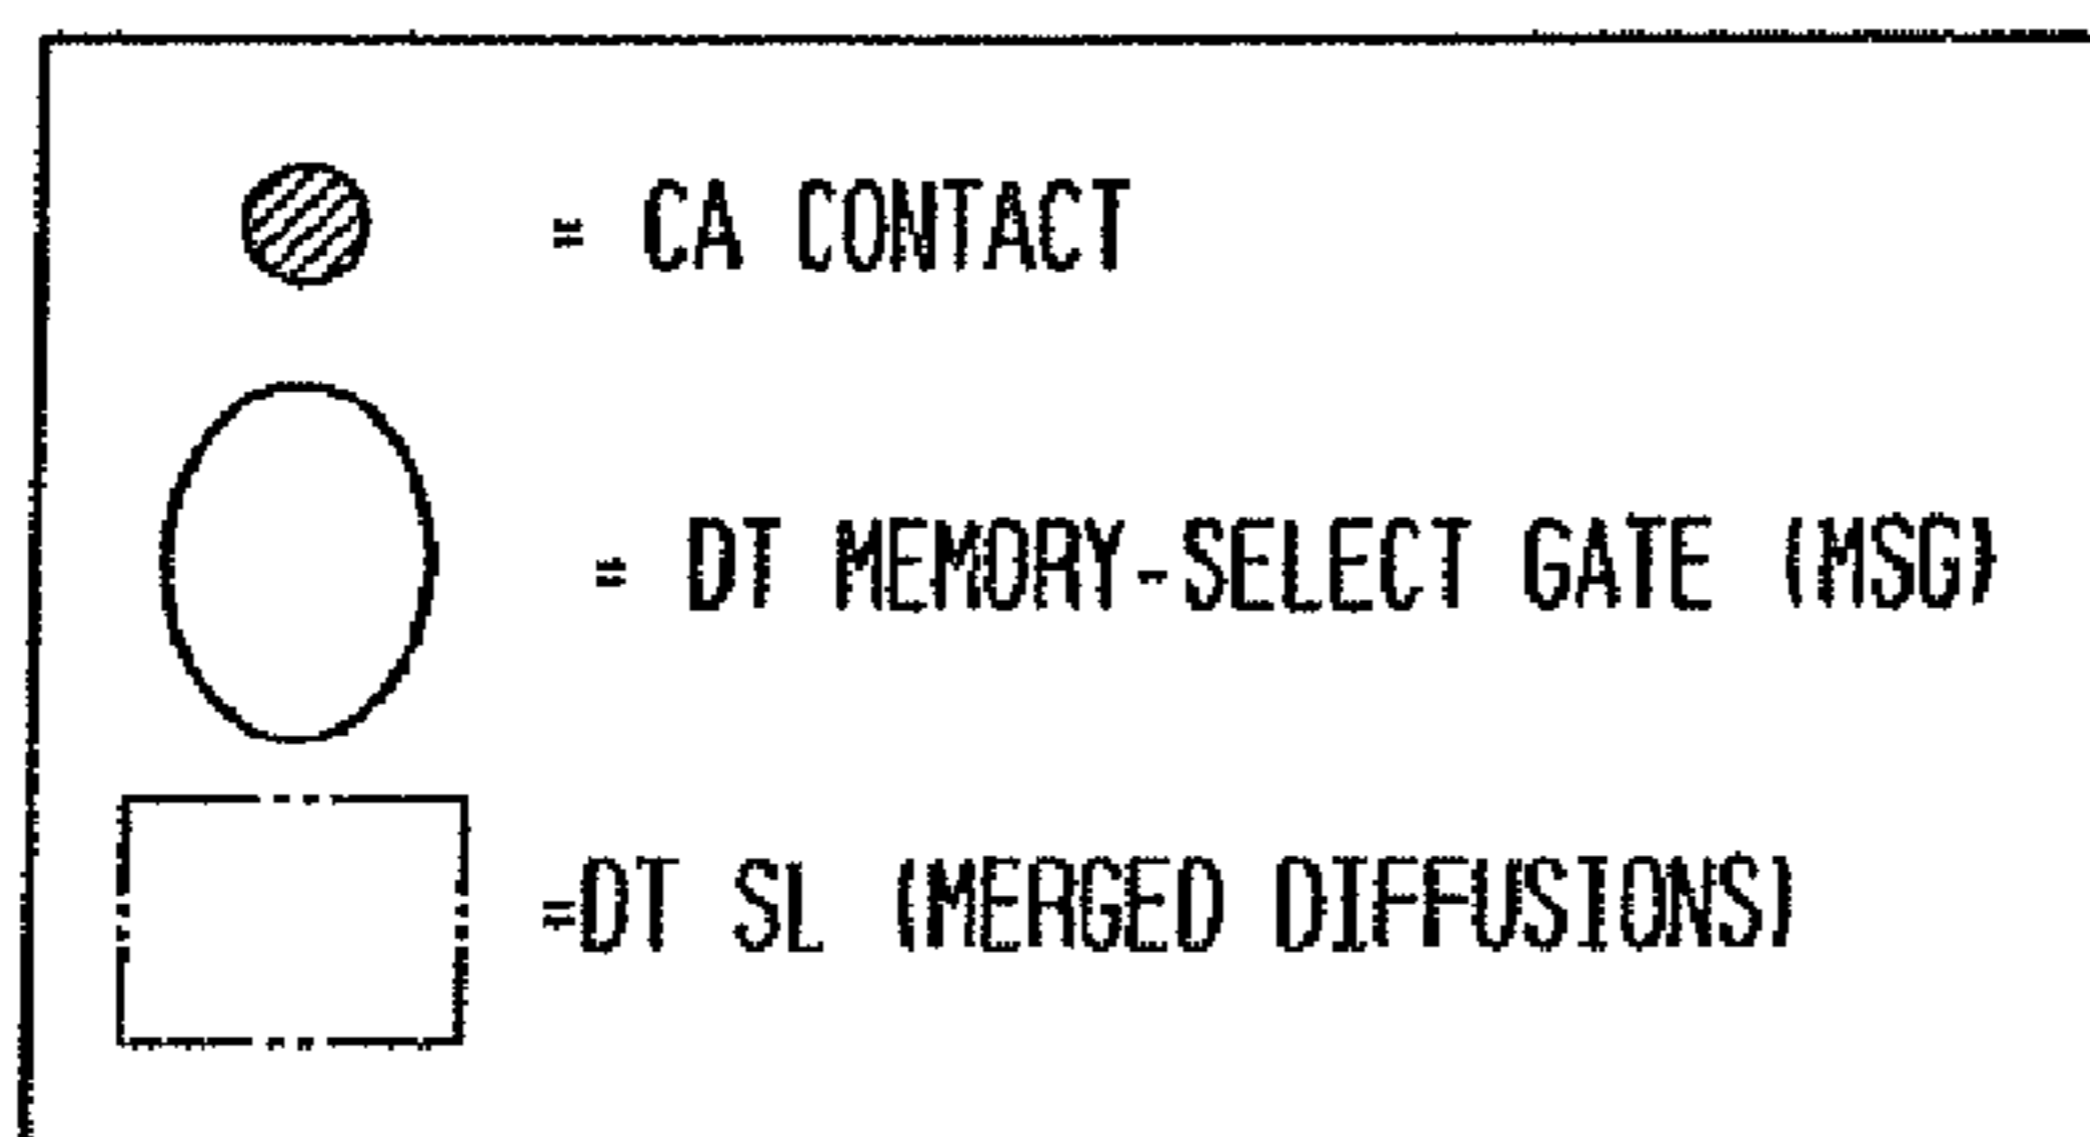 = CA CONTACT
= DT MEMORY-SELECT GATE (MSG)
=DT SL (MERGED DIFFUSIONS)